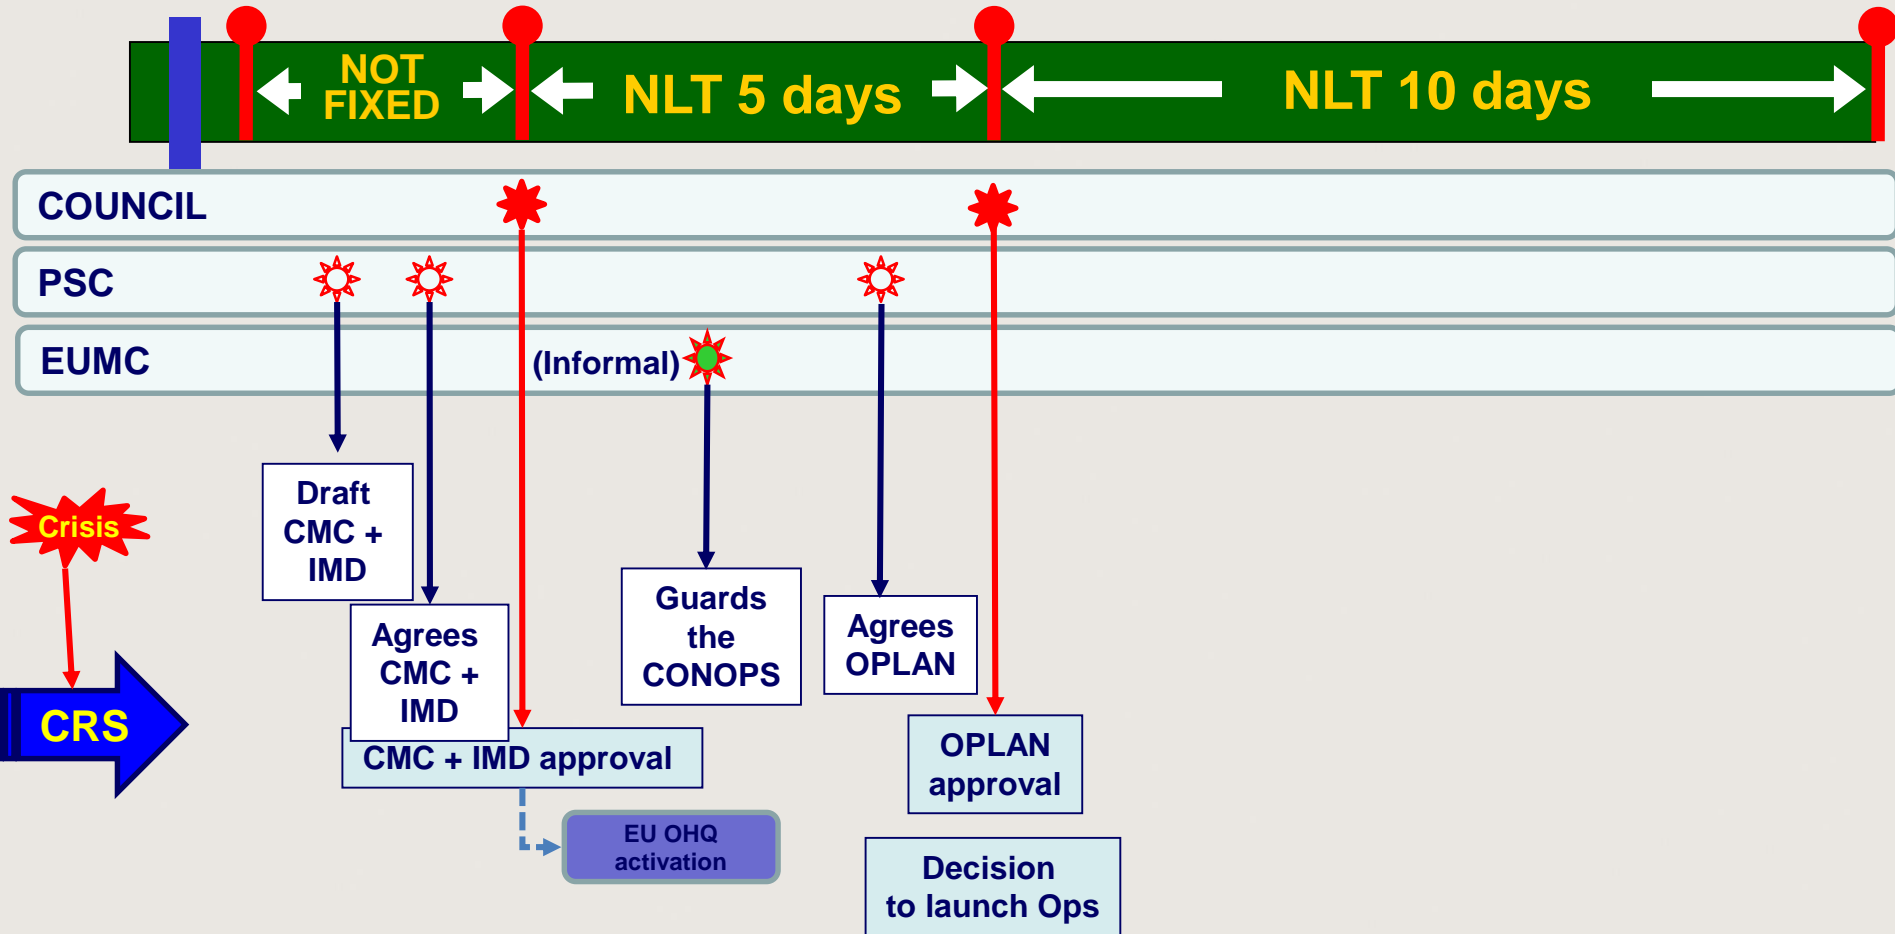 NOT
FIXED
NLT 5 days
NLT 10 days
COUNCIL
PSC
EUMC
(Informal)
Crisis
CRS
Draft
CMC +
IMD
Agrees
CMC +
IMD
CMC + IMD approval
EU OHQ
activation
Guards
the
CONOPS
Agrees
OPLAN
OPLAN
approval
Decision
to launch Ops